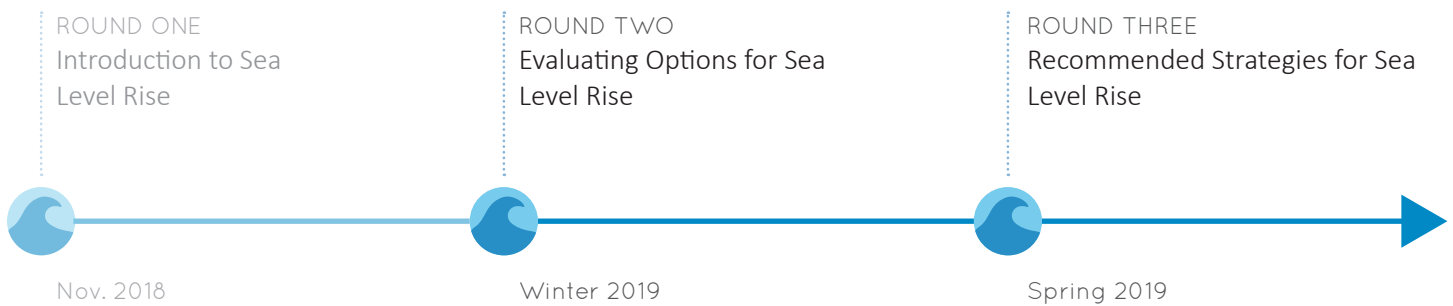 ROUND ONE
Introduction to Sea
Level Rise
Nov. 2018
ROUND TWO
Evaluating Options for Sea
Level Rise
Winter 2019
ROUND THREE
Recommended Strategies for Sea
Level Rise
Spring 2019